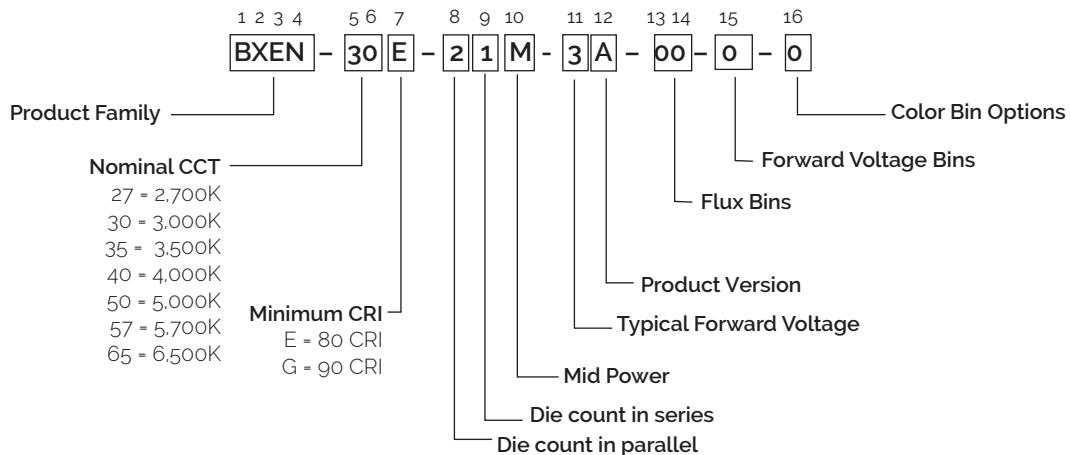 1 2 3 4 5 6 7 8 9 10 11 12 13 14 15 16
BXEN – 30 E – 2 1 M - 3 A – 00 – 0 – 0
Product Family
Color Bin Options
Nominal CCT
27 = 2,700K
30 = 3,000K
35 = 3,500K
40 = 4,000K
50 = 5,000K
57 = 5,700K
65 = 6,500K
Forward Voltage Bins
Flux Bins
Minimum CRI
E = 80 CRI
G = 90 CRI
Product Version
Typical Forward Voltage
Mid Power
Die count in series
Die count in parallel